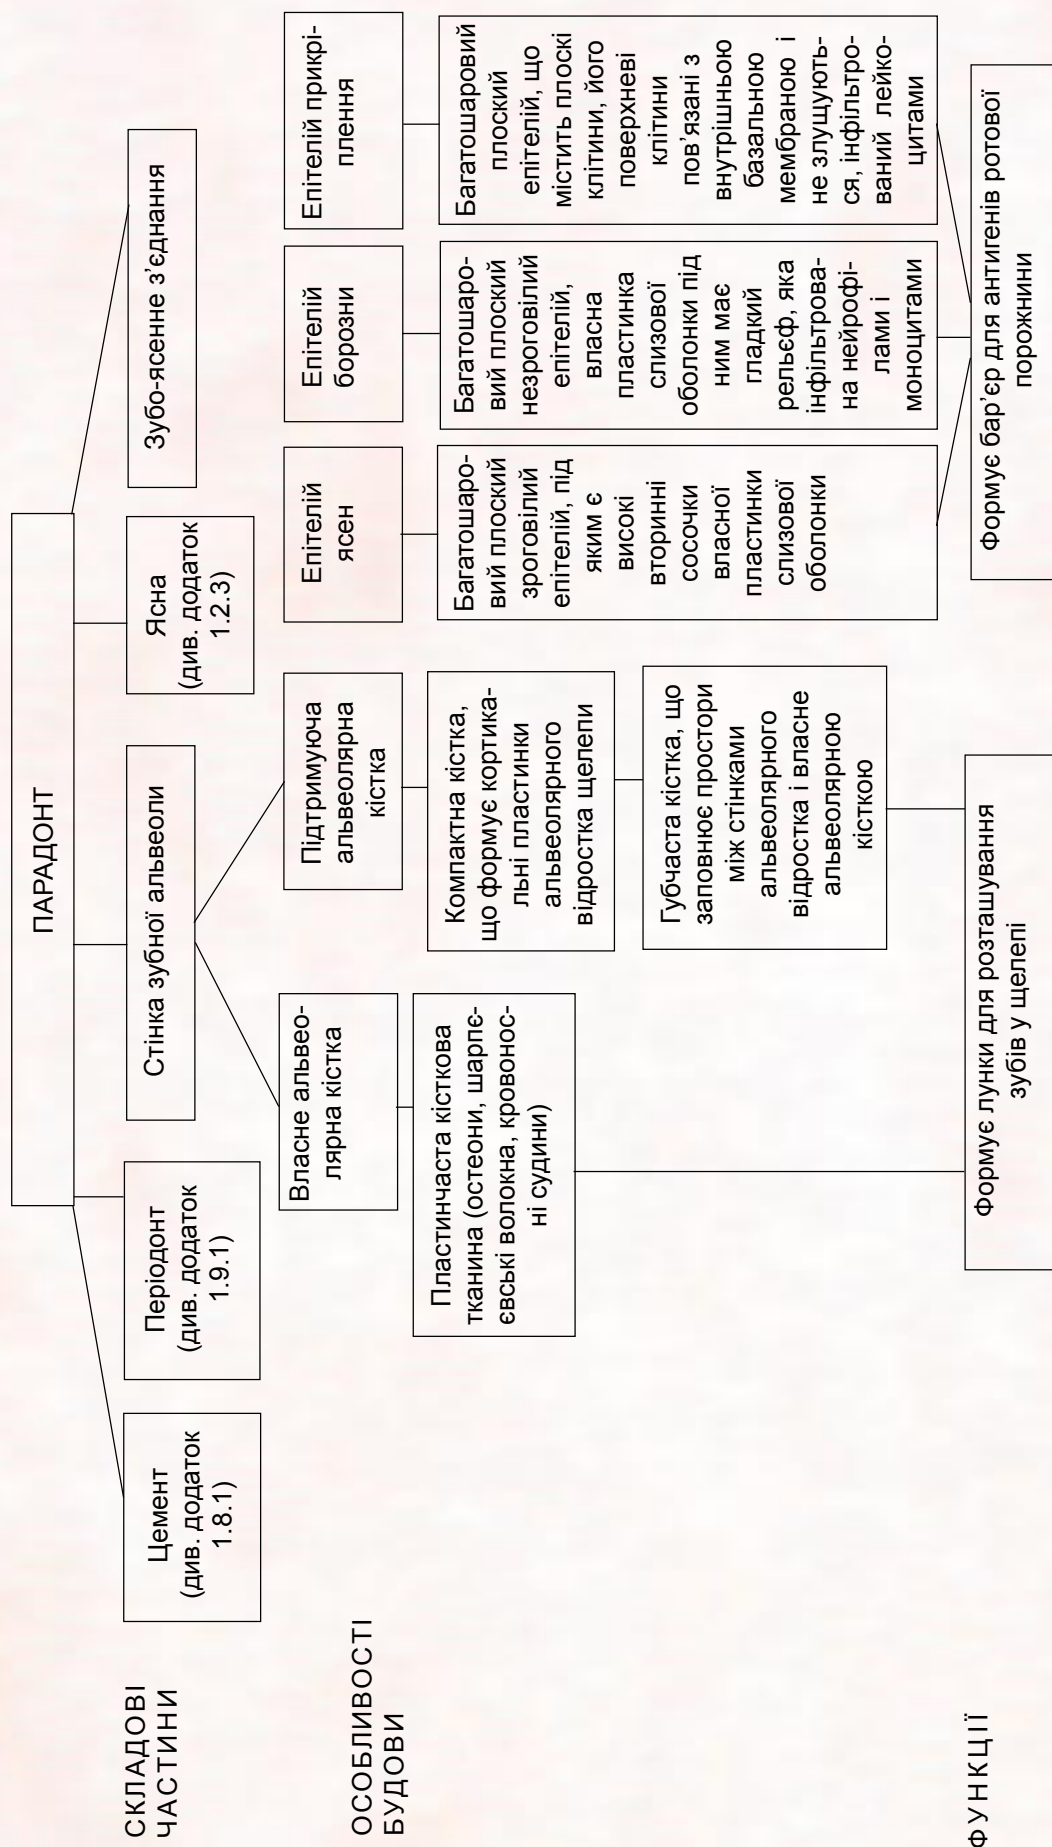 ПАРАДОНТ
СКЛАДОВІ
ЧАСТИНИ
Цемент
(див. додаток
1.8.1)
Періодонт
(див. додаток
1.9.1)
Стінка зубної альвеоли
Ясна
(див. додаток
1.2.3)
Зубо-ясенне з’єднання
ОСОБЛИВОСТІ
БУДОВИ
Власне альвео-
лярна кістка
Підтримуюча
альвеолярна
кістка
Епітелій
ясен
Епітелій
борозни
Епітелій прикрі-
плення
Пластинчаста кісткова
тканина (остеони, шарпє-
євські волокна, кровонос-
ні судини)
Компактна кістка,
що формує кортика-
льні пластинки
альвеолярного
відростка щелепи
Губчаста кістка, що
заповнює простори
між стінками
альвеолярного
відростка і власне
альвеолярною
кісткою
Багатошаро-
вий плоский
зроговілий
епітелій, під
яким є
високі
вторинні
сосочки
власної
пластинки
слизової
оболонки
Багатошаро-
вий плоский
незроговілий
епітелій,
власна
пластинка
слизової
оболонки під
ним має
гладкий
рельєф, яка
інфільтрова-
на нейрофі-
лами і
моноцитами
Багатошаровий
плоский
епітелій, що
містить плоскі
клітини, його
поверхневі
клітини
пов’язані з
внутрішньою
базальною
мембраною і
не злущують-
ся, інфільтро-
ваний лейко-
цитами
ФУНКЦІЇ
Формує лунки для розташування
зубів у щелепі
Формує бар’єр для антигенів ротової
порожнини